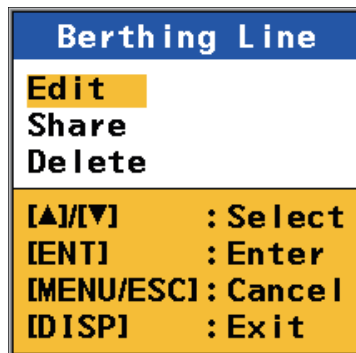 Berthing Line
Edit
Share
Delete
[▲]/[▼] :Select
[ENT] :Enter
[MENU/ESC]:Cancel
[DISP] :Exit